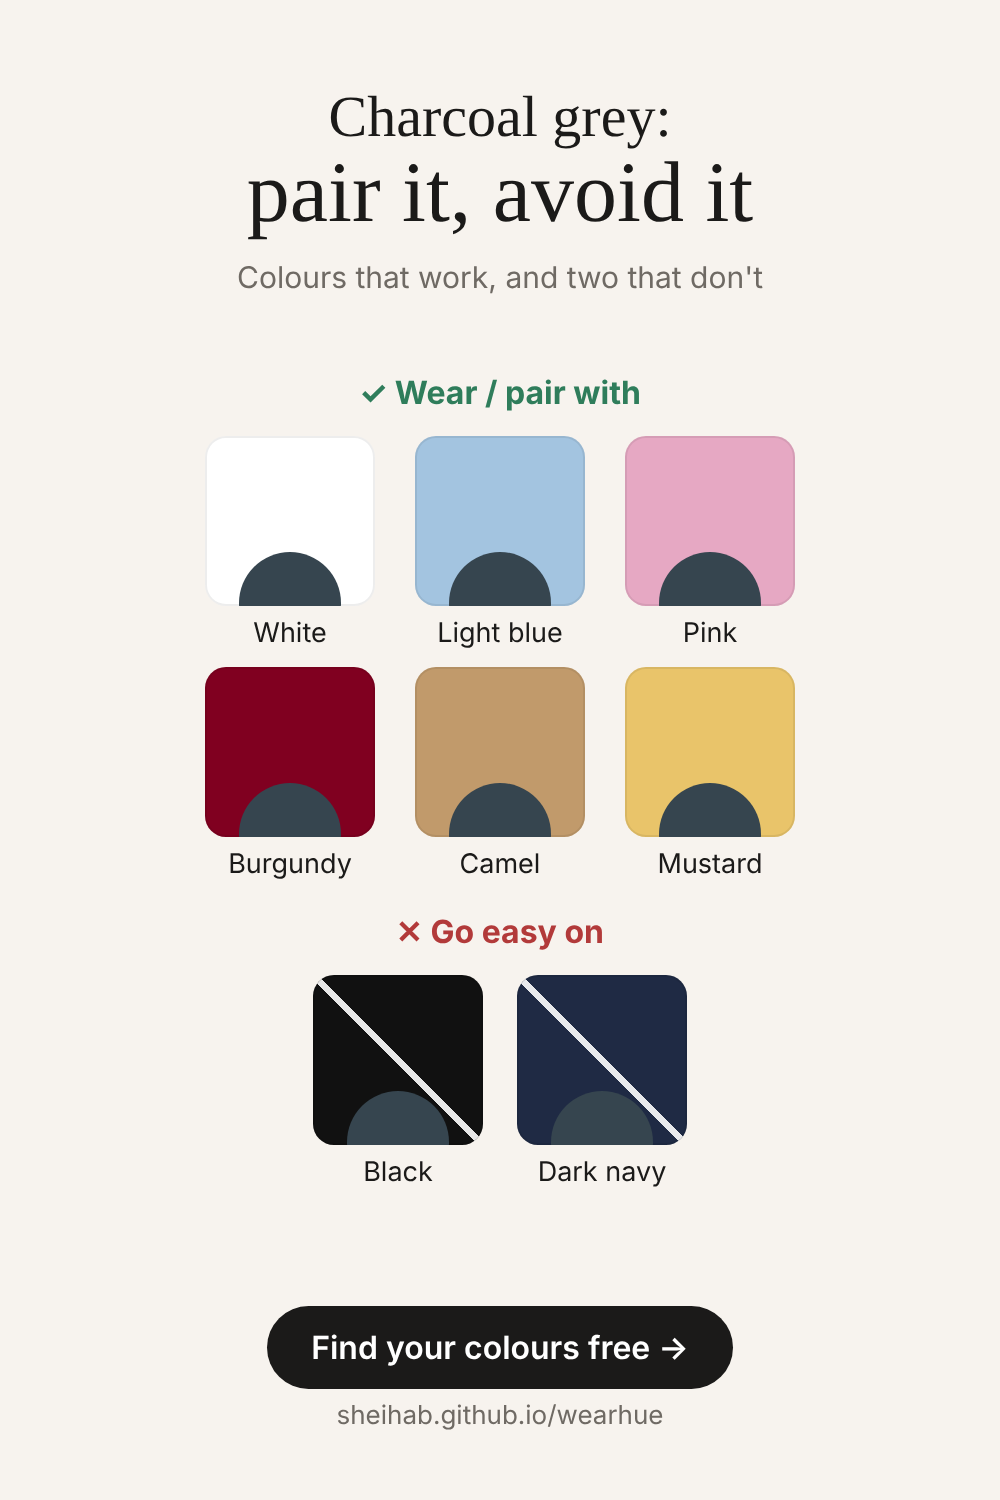 Charcoal grey:
pair it, avoid it
Colours that work, and two that don't
✓ Wear / pair with
White
Light blue
Pink
Burgundy
Camel
Mustard
✕ Go easy on
Black
Dark navy
Find your colours free →
sheihab.github.io/wearhue